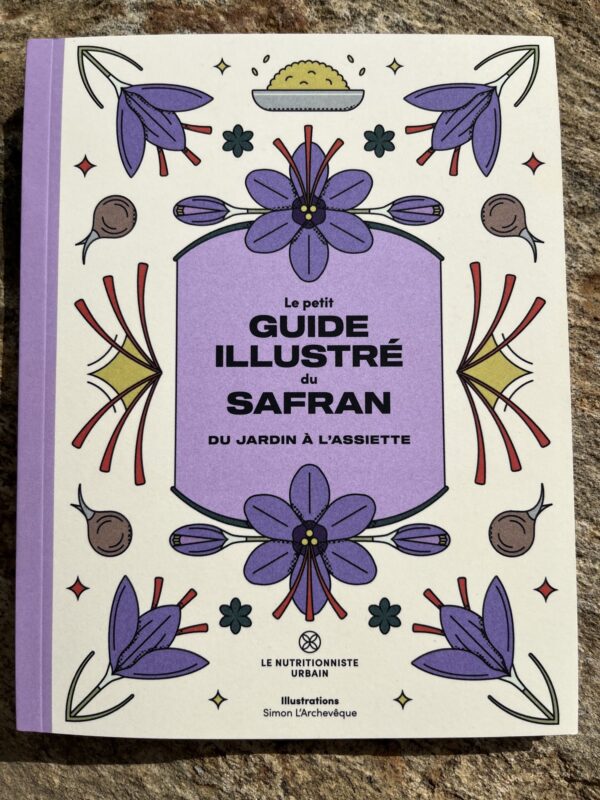 Le petit
GUIDE
ILLUSTRÉ
du
SAFRAN
DU JARDIN À L'ASSIETTE
LE NUTRITIONNISTE
URBAIN
Illustrations
Simon L'Archevêque